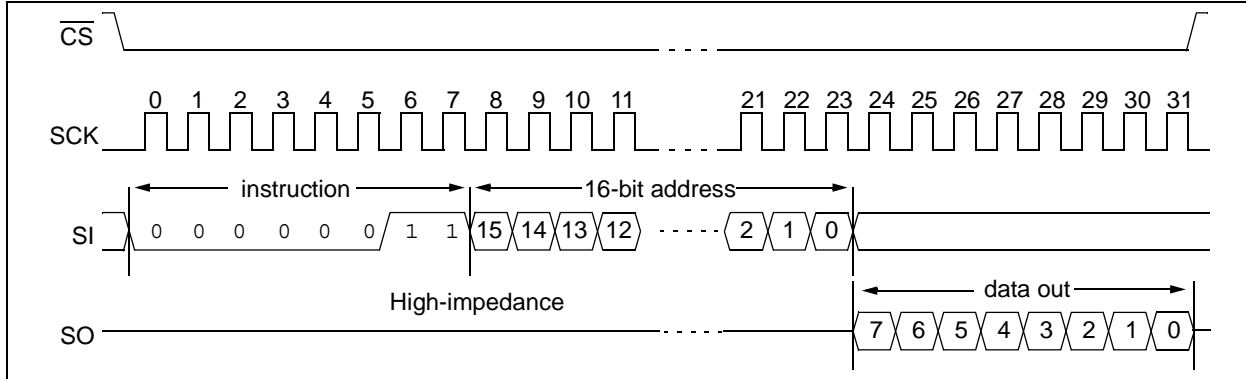 CS
0 1 2 3 4 5 6 7 8 9 10 11 21 22 23 24 25 26 27 28 29 30 31
SCK
instruction 16-bit address
SI 0 0 0 0 0 0 1 1 15 14 13 12 2 1 0
High-impedance data out
SO 7 6 5 4 3 2 1 0